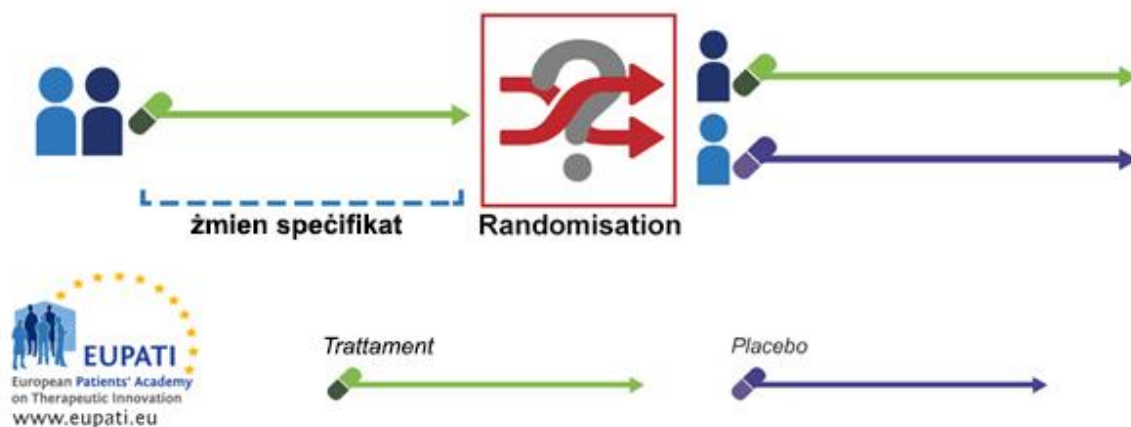 żmien speċifikat
Randomisation
EUPATI
European Patients' Academy
on Therapeutic Innovation
www.eupati.eu
Trattament
Placebo